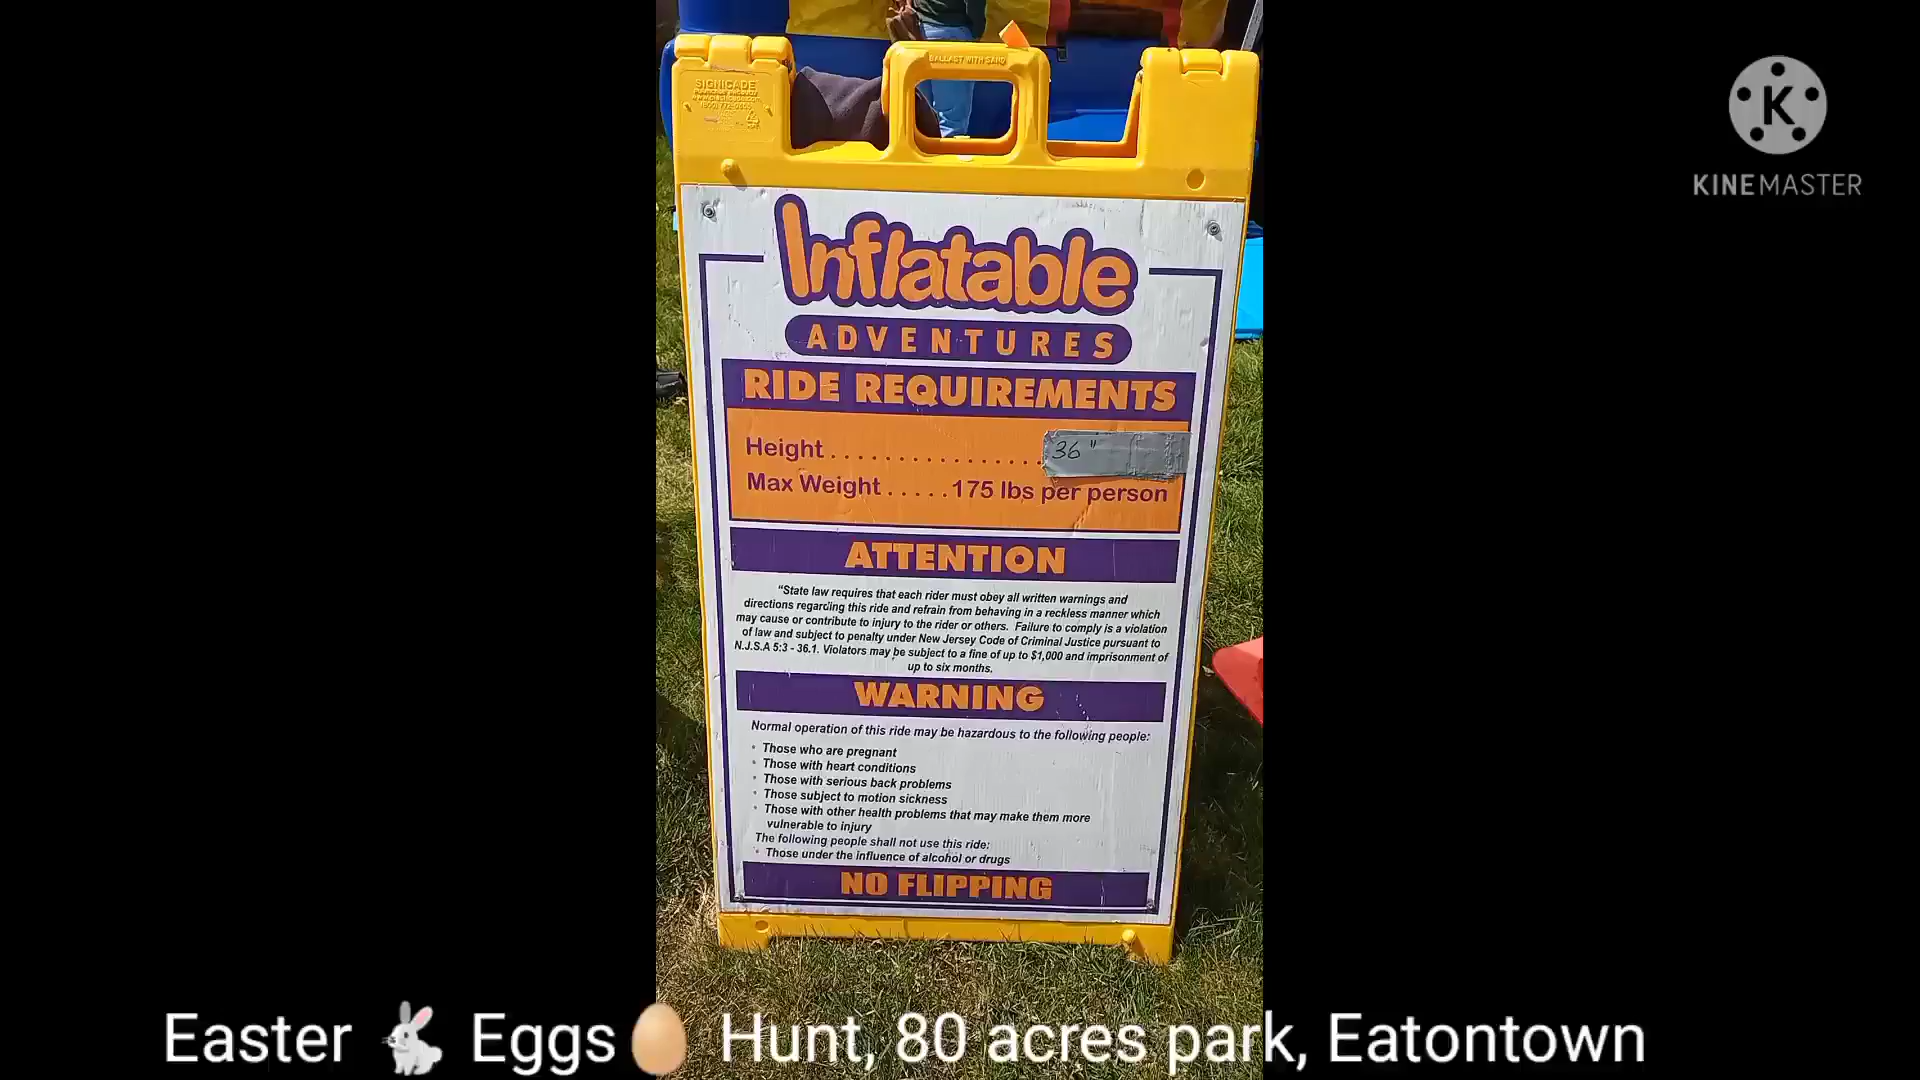 BALLAST WITH SAND
SIGNICADE
KINEMASTER
Inflatable
ADVENTURES
RIDE REQUIREMENTS
Height . . . . . . . . . . . . . . . . 36"
Max Weight . . . . . 175 lbs per person
ATTENTION
“State law requires that each rider must obey all written warnings and
directions regarding this ride and refrain from behaving in a reckless manner which
may cause or contribute to injury to the rider or others. Failure to comply is a violation
of law and subject to penalty under New Jersey Code of Criminal Justice pursuant to
N.J.S.A 5:3 - 36.1. Violators may be subject to a fine of up to $1,000 and imprisonment of
up to six months.
WARNING
Normal operation of this ride may be hazardous to the following people:
• Those who are pregnant
• Those with heart conditions
• Those with serious back problems
• Those subject to motion sickness
• Those with other health problems that may make them more
vulnerable to injury
The following people shall not use this ride:
• Those under the influence of alcohol or drugs
NO FLIPPING
Easter 🐇 Eggs🥚 Hunt, 80 acres park, Eatontown